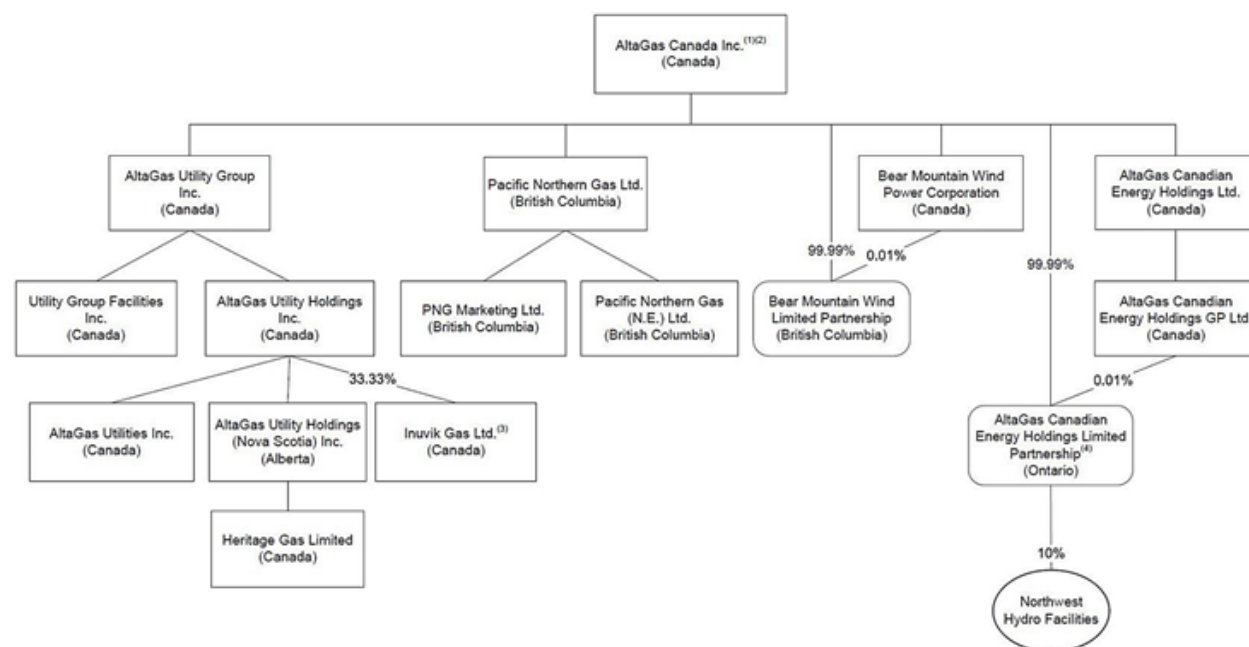 AltaGas Canada Inc.(1)(2)
(Canada)
AltaGas Utility Group
Inc.
(Canada)
Pacific Northern Gas Ltd.
(British Columbia)
Bear Mountain Wind
Power Corporation
(Canada)
AltaGas Canadian
Energy Holdings Ltd.
(Canada)
99.99%
0.01%
99.99%
Utility Group Facilities
Inc.
(Canada)
AltaGas Utility Holdings
Inc.
(Canada)
PNG Marketing Ltd.
(British Columbia)
Pacific Northern Gas
(N.E.) Ltd.
(British Columbia)
Bear Mountain Wind
Limited Partnership
(British Columbia)
AltaGas Canadian
Energy Holdings GP Ltd
(Canada)
33.33%
0.01%
AltaGas Utilities Inc.
(Canada)
AltaGas Utility Holdings
(Nova Scotia) Inc.
(Alberta)
Inuvik Gas Ltd.(3)
(Canada)
AltaGas Canadian
Energy Holdings Limited
Partnership(4)
(Ontario)
Heritage Gas Limited
(Canada)
10%
Northwest
Hydro Facilities